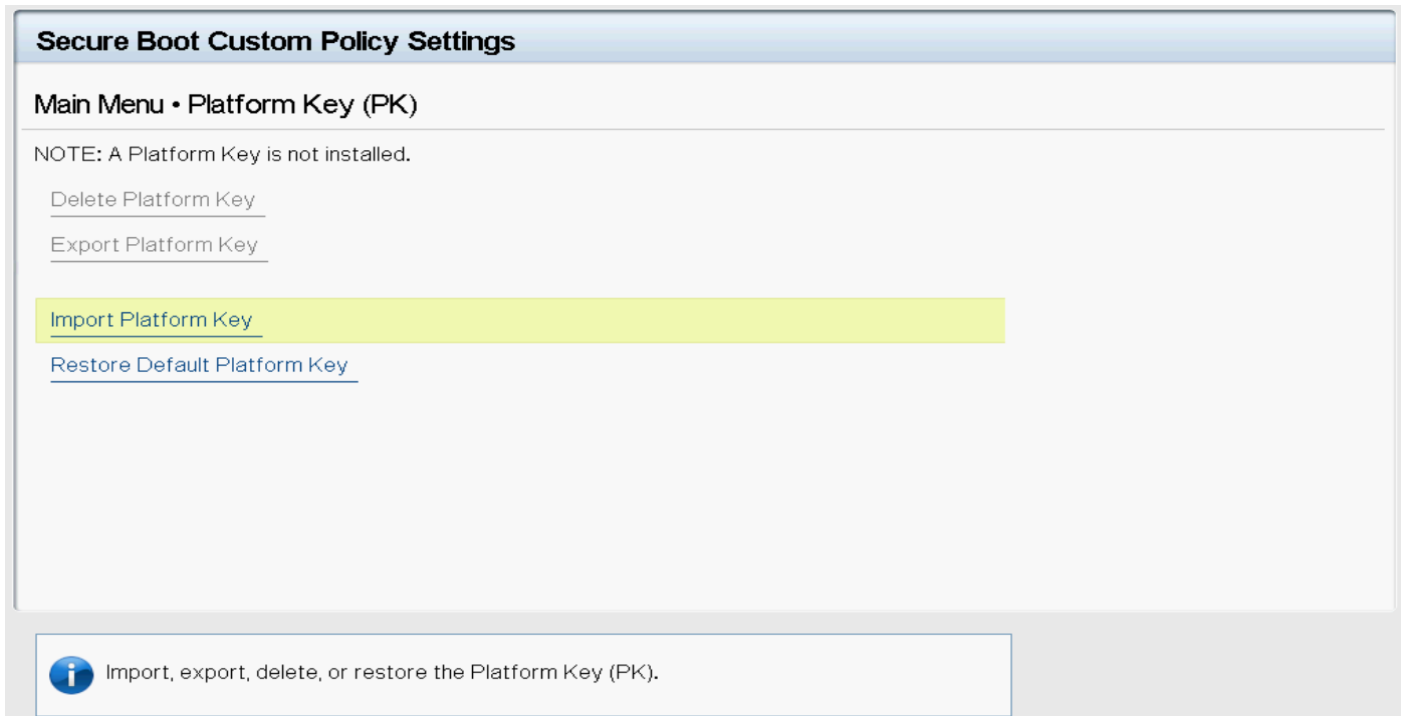 Secure Boot Custom Policy Settings
Main Menu • Platform Key (PK)
NOTE: A Platform Key is not installed.
Delete Platform Key
Export Platform Key
Import Platform Key
Restore Default Platform Key
Import, export, delete, or restore the Platform Key (PK).